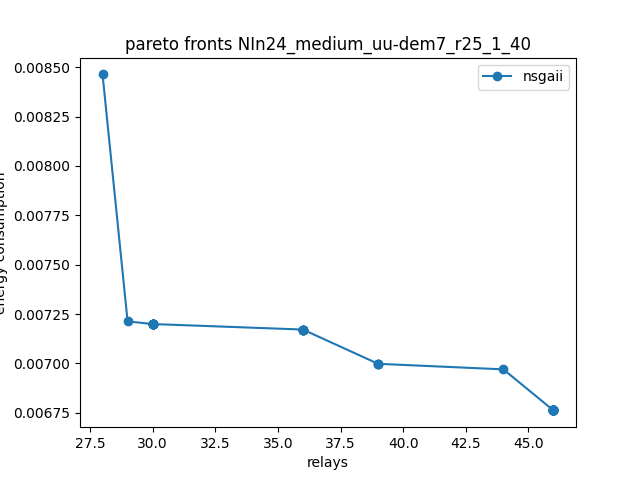 pareto fronts NIn24_medium_uu-dem7_r25_1_40
nsgaii
0.00850
0.00825
0.00800
0.00775
0.00750
0.00725
0.00700
0.00675
energy consumption
27.5 30.0 32.5 35.0 37.5 40.0 42.5 45.0
relays